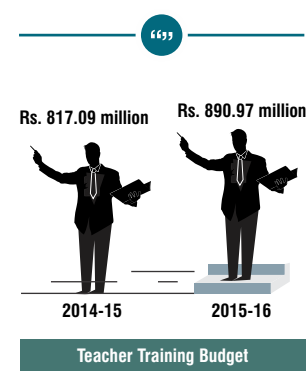 “”
Rs. 817.09 million
Rs. 890.97 million
2014-15
2015-16
Teacher Training Budget